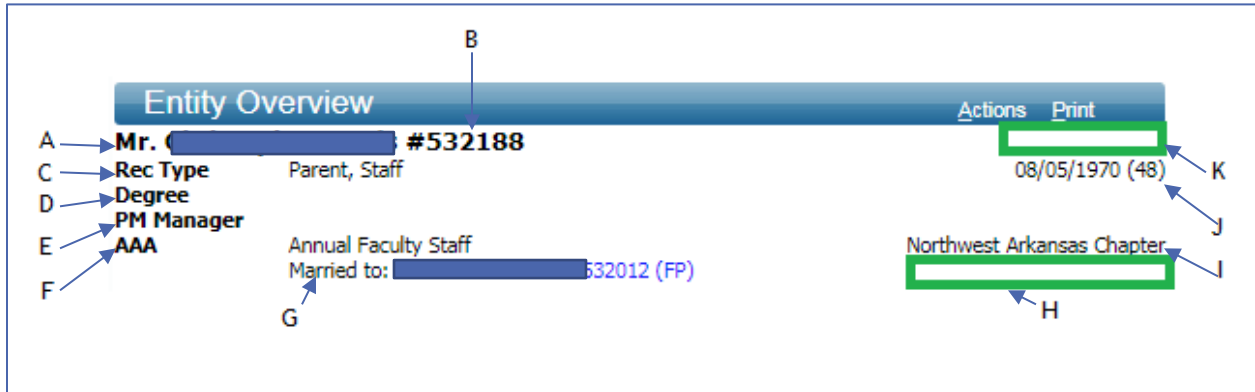 B
Entity Overview Actions Print
A Mr. #532188
C Rec Type Parent, Staff 08/05/1970 (48) K
D Degree
E PM Manager J
F AAA Annual Faculty Staff Northwest Arkansas Chapter I
Married to: 532012 (FP)
G H